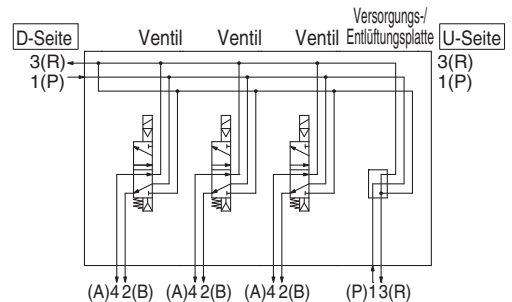 Versorgungs-/
D-Seite Ventil Ventil Ventil Entlüftungsplatte U-Seite
3(R) 3(R)
1(P) 1(P)
(A)4 2(B) (A)4 2(B) (A)4 2(B) (P)1 3(R)